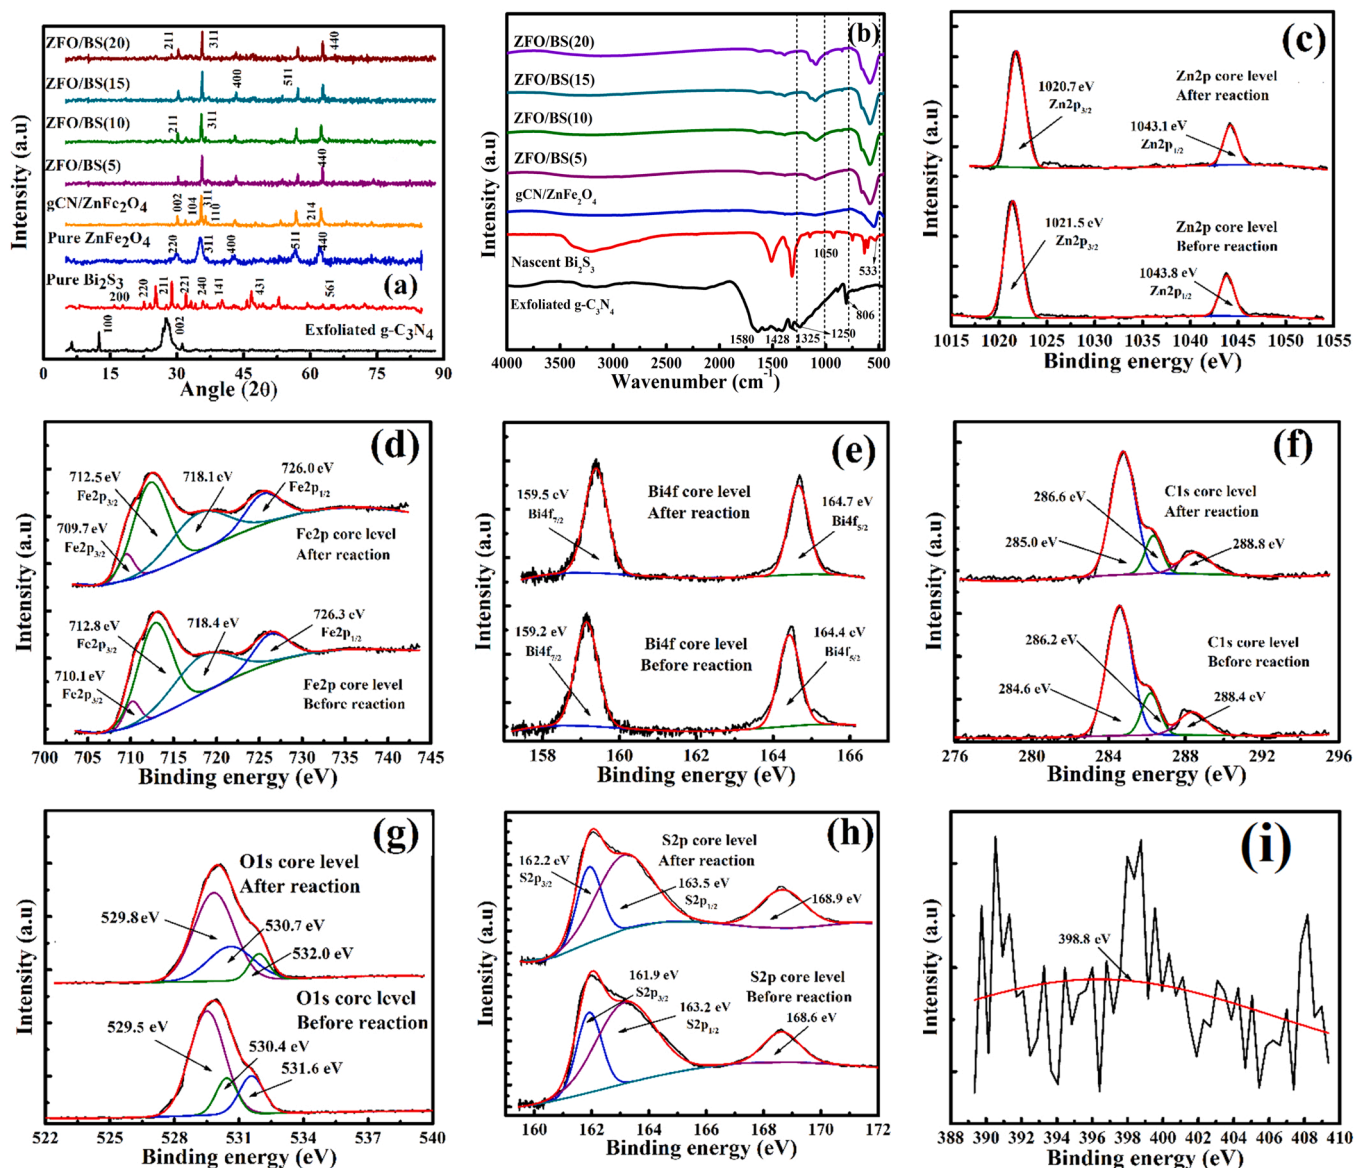 ZFO/BS(20)
211
311
440
ZFO/BS(15)
400
511
ZFO/BS(10)
211
311
ZFO/BS(5)
440
gCN/ZnFe2O4
002
104
311
110
214
Pure ZnFe2O4
220
311
400
511
440
Pure Bi2S3
(a)
200
220
211
221
240
141
431
561
Exfoliated g-C3N4
100
002
0 15 30 45 60 75 90
Angle (2θ)
Intensity (a.u)
(b)
ZFO/BS(20)
ZFO/BS(15)
ZFO/BS(10)
ZFO/BS(5)
gCN/ZnFe2O4
Nascent Bi2S3
1050
533
Exfoliated g-C3N4
806
1580
1428
1325
1250
4000 3500 3000 2500 2000 1500 1000 500
Wavenumber (cm-1)
Intensity (a.u)
(c)
1020.7 eV
Zn2p3/2
Zn2p core level
After reaction
1043.1 eV
Zn2p1/2
1021.5 eV
Zn2p3/2
Zn2p core level
Before reaction
1043.8 eV
Zn2p1/2
1015 1020 1025 1030 1035 1040 1045 1050 1055
Binding energy (eV)
Intensity (a.u)
(d)
712.5 eV
Fe2p3/2
718.1 eV
726.0 eV
Fe2p1/2
709.7 eV
Fe2p3/2
Fe2p core level
After reaction
712.8 eV
Fe2p3/2
718.4 eV
726.3 eV
Fe2p1/2
710.1 eV
Fe2p3/2
Fe2p core level
Before reaction
700 705 710 715 720 725 730 735 740 745
Binding energy (eV)
Intensity (a.u)
(e)
159.5 eV
Bi4f7/2
Bi4f core level
After reaction
164.7 eV
Bi4f5/2
159.2 eV
Bi4f7/2
Bi4f core level
Before reaction
164.4 eV
Bi4f5/2
158 160 162 164 166
Binding energy (eV)
Intensity (a.u)
(f)
286.6 eV
285.0 eV
C1s core level
After reaction
288.8 eV
286.2 eV
284.6 eV
C1s core level
Before reaction
288.4 eV
276 280 284 288 292 296
Binding energy (eV)
Intensity (a.u)
(g)
O1s core level
After reaction
529.8 eV
530.7 eV
532.0 eV
O1s core level
Before reaction
529.5 eV
530.4 eV
531.6 eV
522 525 528 531 534 537 540
Binding energy (eV)
Intensity (a.u)
(h)
S2p core level
After reaction
162.2 eV
S2p3/2
163.5 eV
S2p1/2
168.9 eV
S2p core level
Before reaction
161.9 eV
S2p3/2
163.2 eV
S2p1/2
168.6 eV
160 162 164 166 168 170 172
Binding energy (eV)
Intensity (a.u)
(i)
398.8 eV
388 390 392 394 396 398 400 402 404 406 408 410
Binding energy (eV)
Intensity (a.u)